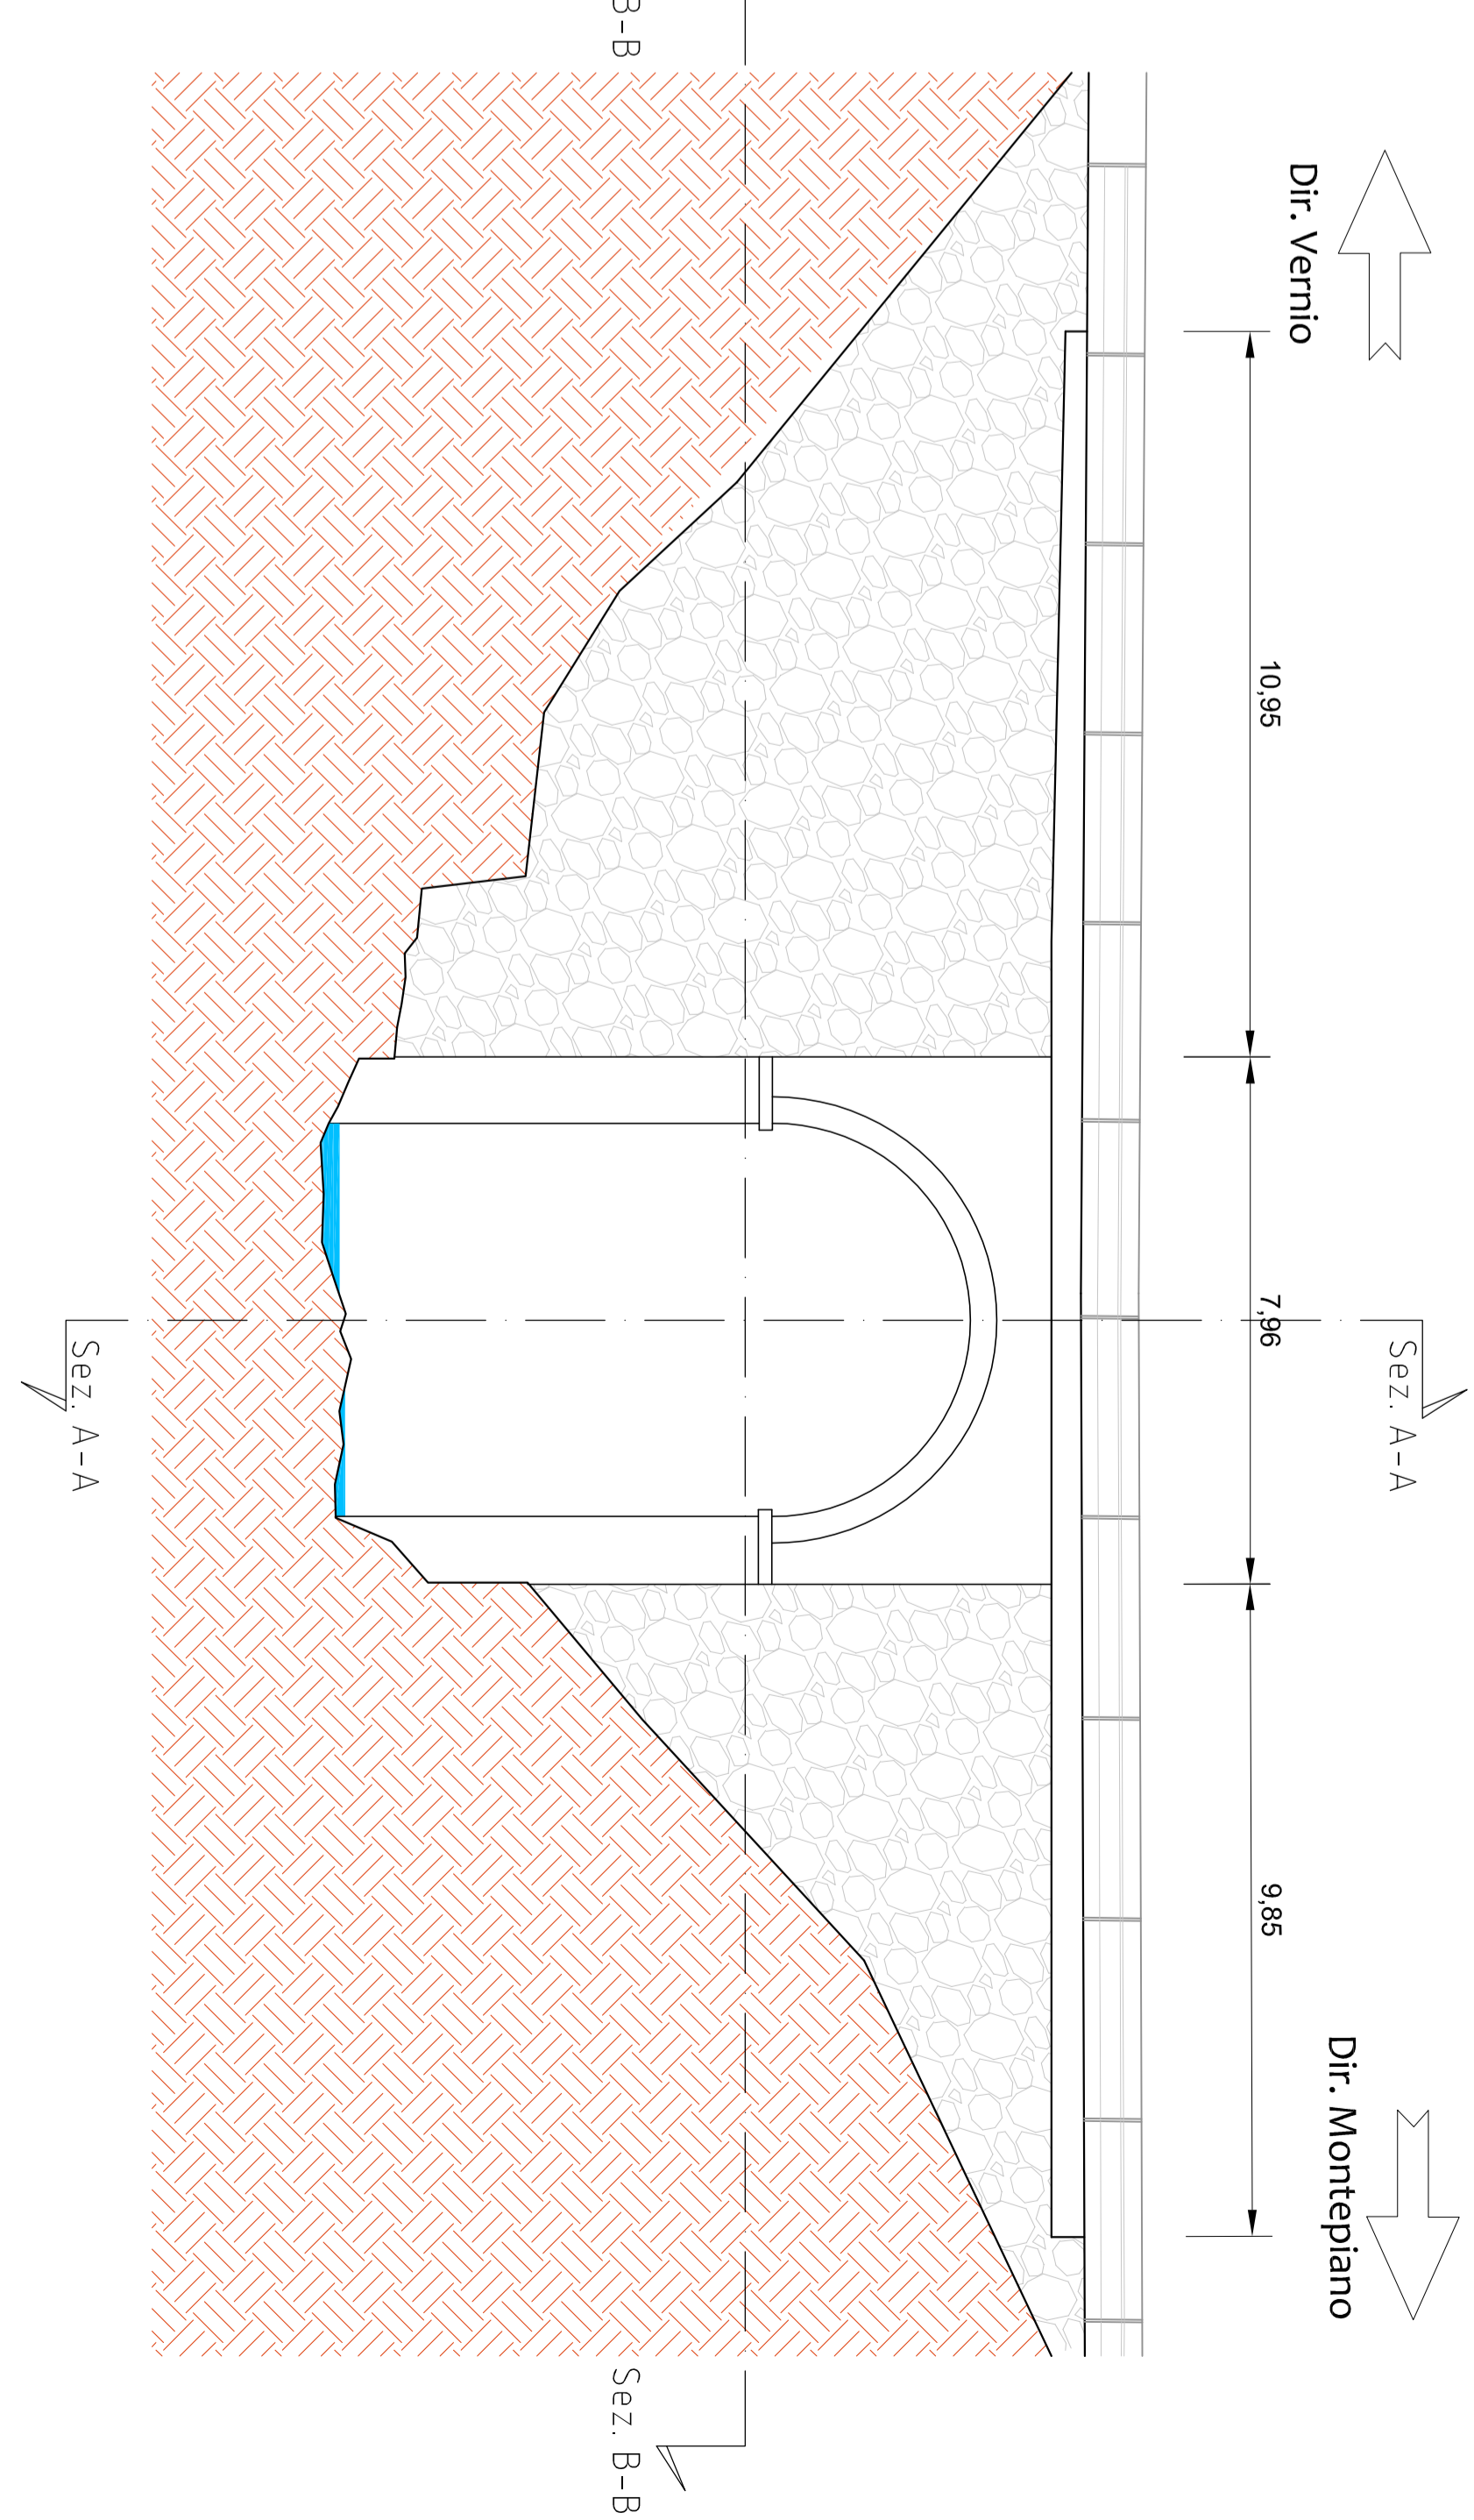 Sez. A-A
Dir. Vernio
Dir. Montepiano
10,95
7,96
9,85
B-B
Sez. B-B
Sez. A-A